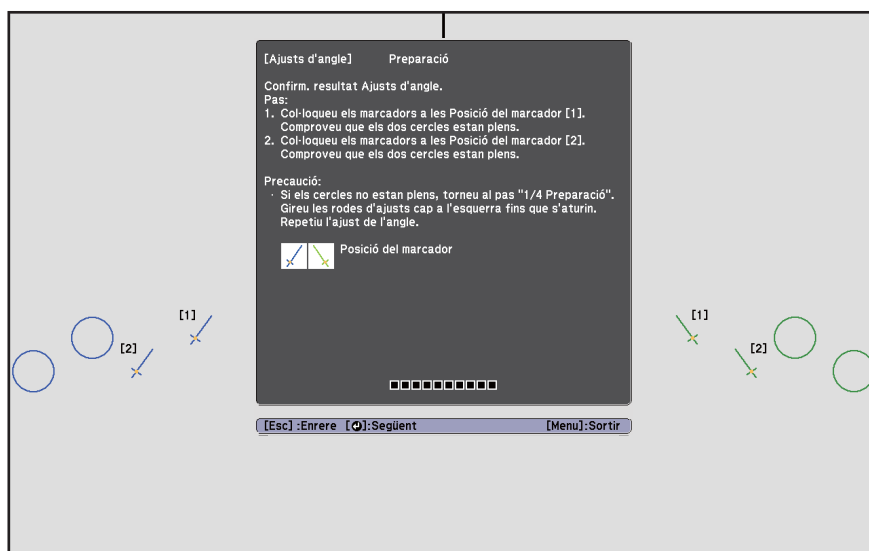 [Ajusts d'angle] Preparació
Confirm. resultat Ajusts d'angle.
Pas:
1. Col·loqueu els marcadors a les Posició del marcador [1].
Comproveu que els dos cercles estan plens.
2. Col·loqueu els marcadors a les Posició del marcador [2].
Comproveu que els dos cercles estan plens.
Precaució:
· Si els cercles no estan plens, torneu al pas "1/4 Preparació".
Gireu les rodes d'ajusts cap a l'esquerra fins que s'aturin.
Repetiu l'ajust de l'angle.
Posició del marcador
[1]
[2]
[1]
[2]
[Esc] :Enrere [↵]:Següent [Menu]:Sortir